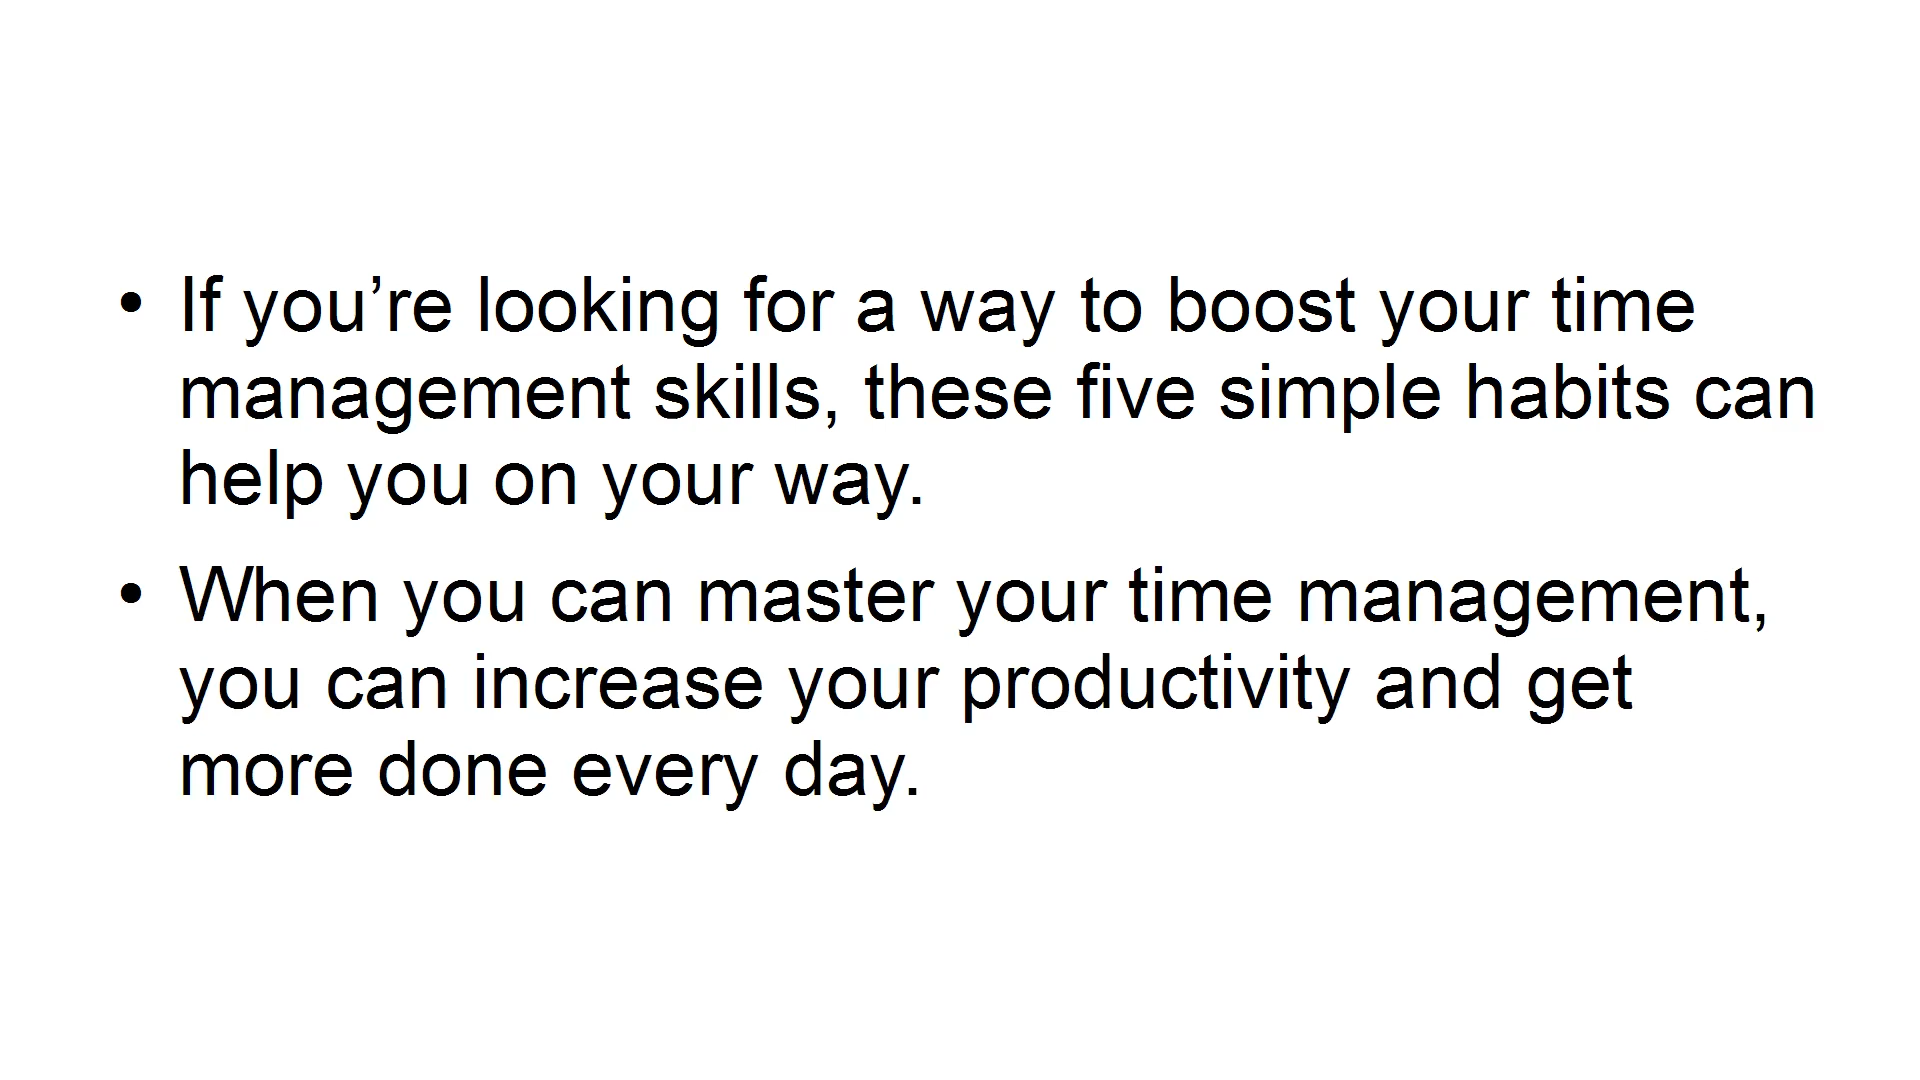 • If you’re looking for a way to boost your time
management skills, these five simple habits can
help you on your way.
• When you can master your time management,
you can increase your productivity and get
more done every day.